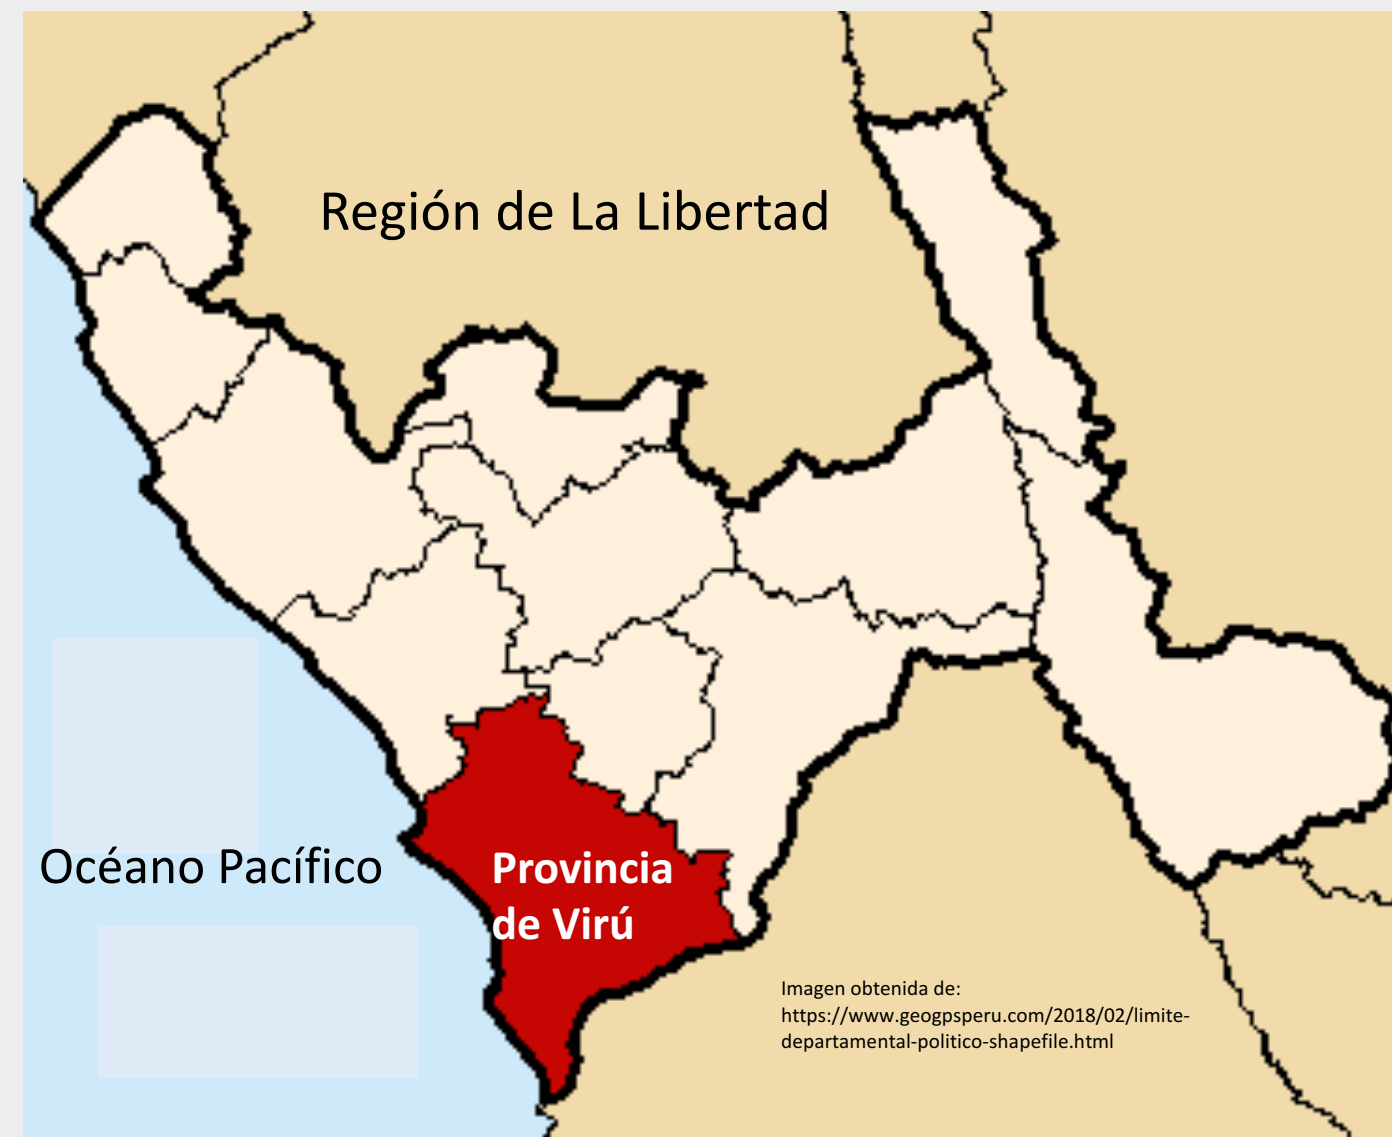 Región de La Libertad
Océano Pacífico
Provincia
de Virú
Imagen obtenida de:
https://www.geogpsperu.com/2018/02/limite-
departamental-politico-shapefile.html